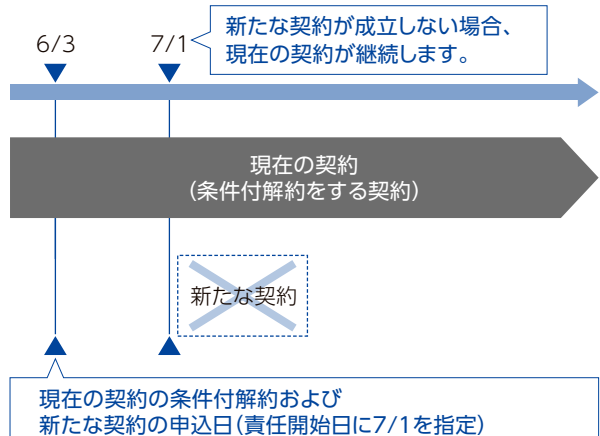 6/3
7/1
新たな契約が成立しない場合、
現在の契約が継続します。
現在の契約
（条件付解約をする契約）
新たな契約
現在の契約の条件付解約および
新たな契約の申込日（責任開始日に7/1を指定）